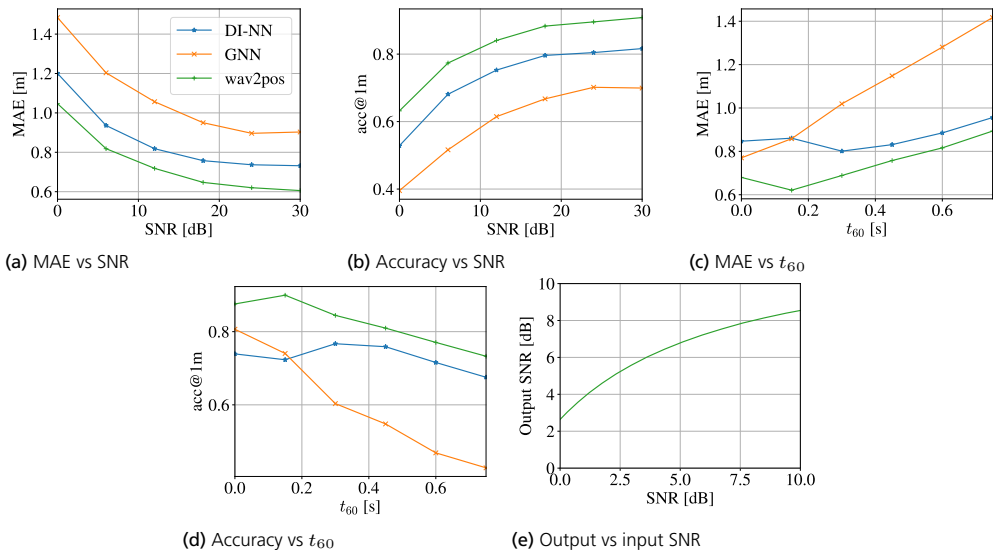 1.4
1.2
1.0
0.8
0.6
MAE [m]
0
10
20
30
SNR [dB]
DI-NN
GNN
wav2pos
(a) MAE vs SNR
0.8
0.6
0.4
acc@1m
0
10
20
30
SNR [dB]
(b) Accuracy vs SNR
1.4
1.2
1.0
0.8
0.6
MAE [m]
0.0
0.2
0.4
0.6
t60 [s]
(c) MAE vs t60
0.8
0.6
acc@1m
0.0
0.2
0.4
0.6
t60 [s]
(d) Accuracy vs t60
10
8
6
4
2
0
Output SNR [dB]
0.0
2.5
5.0
7.5
10.0
SNR [dB]
(e) Output vs input SNR